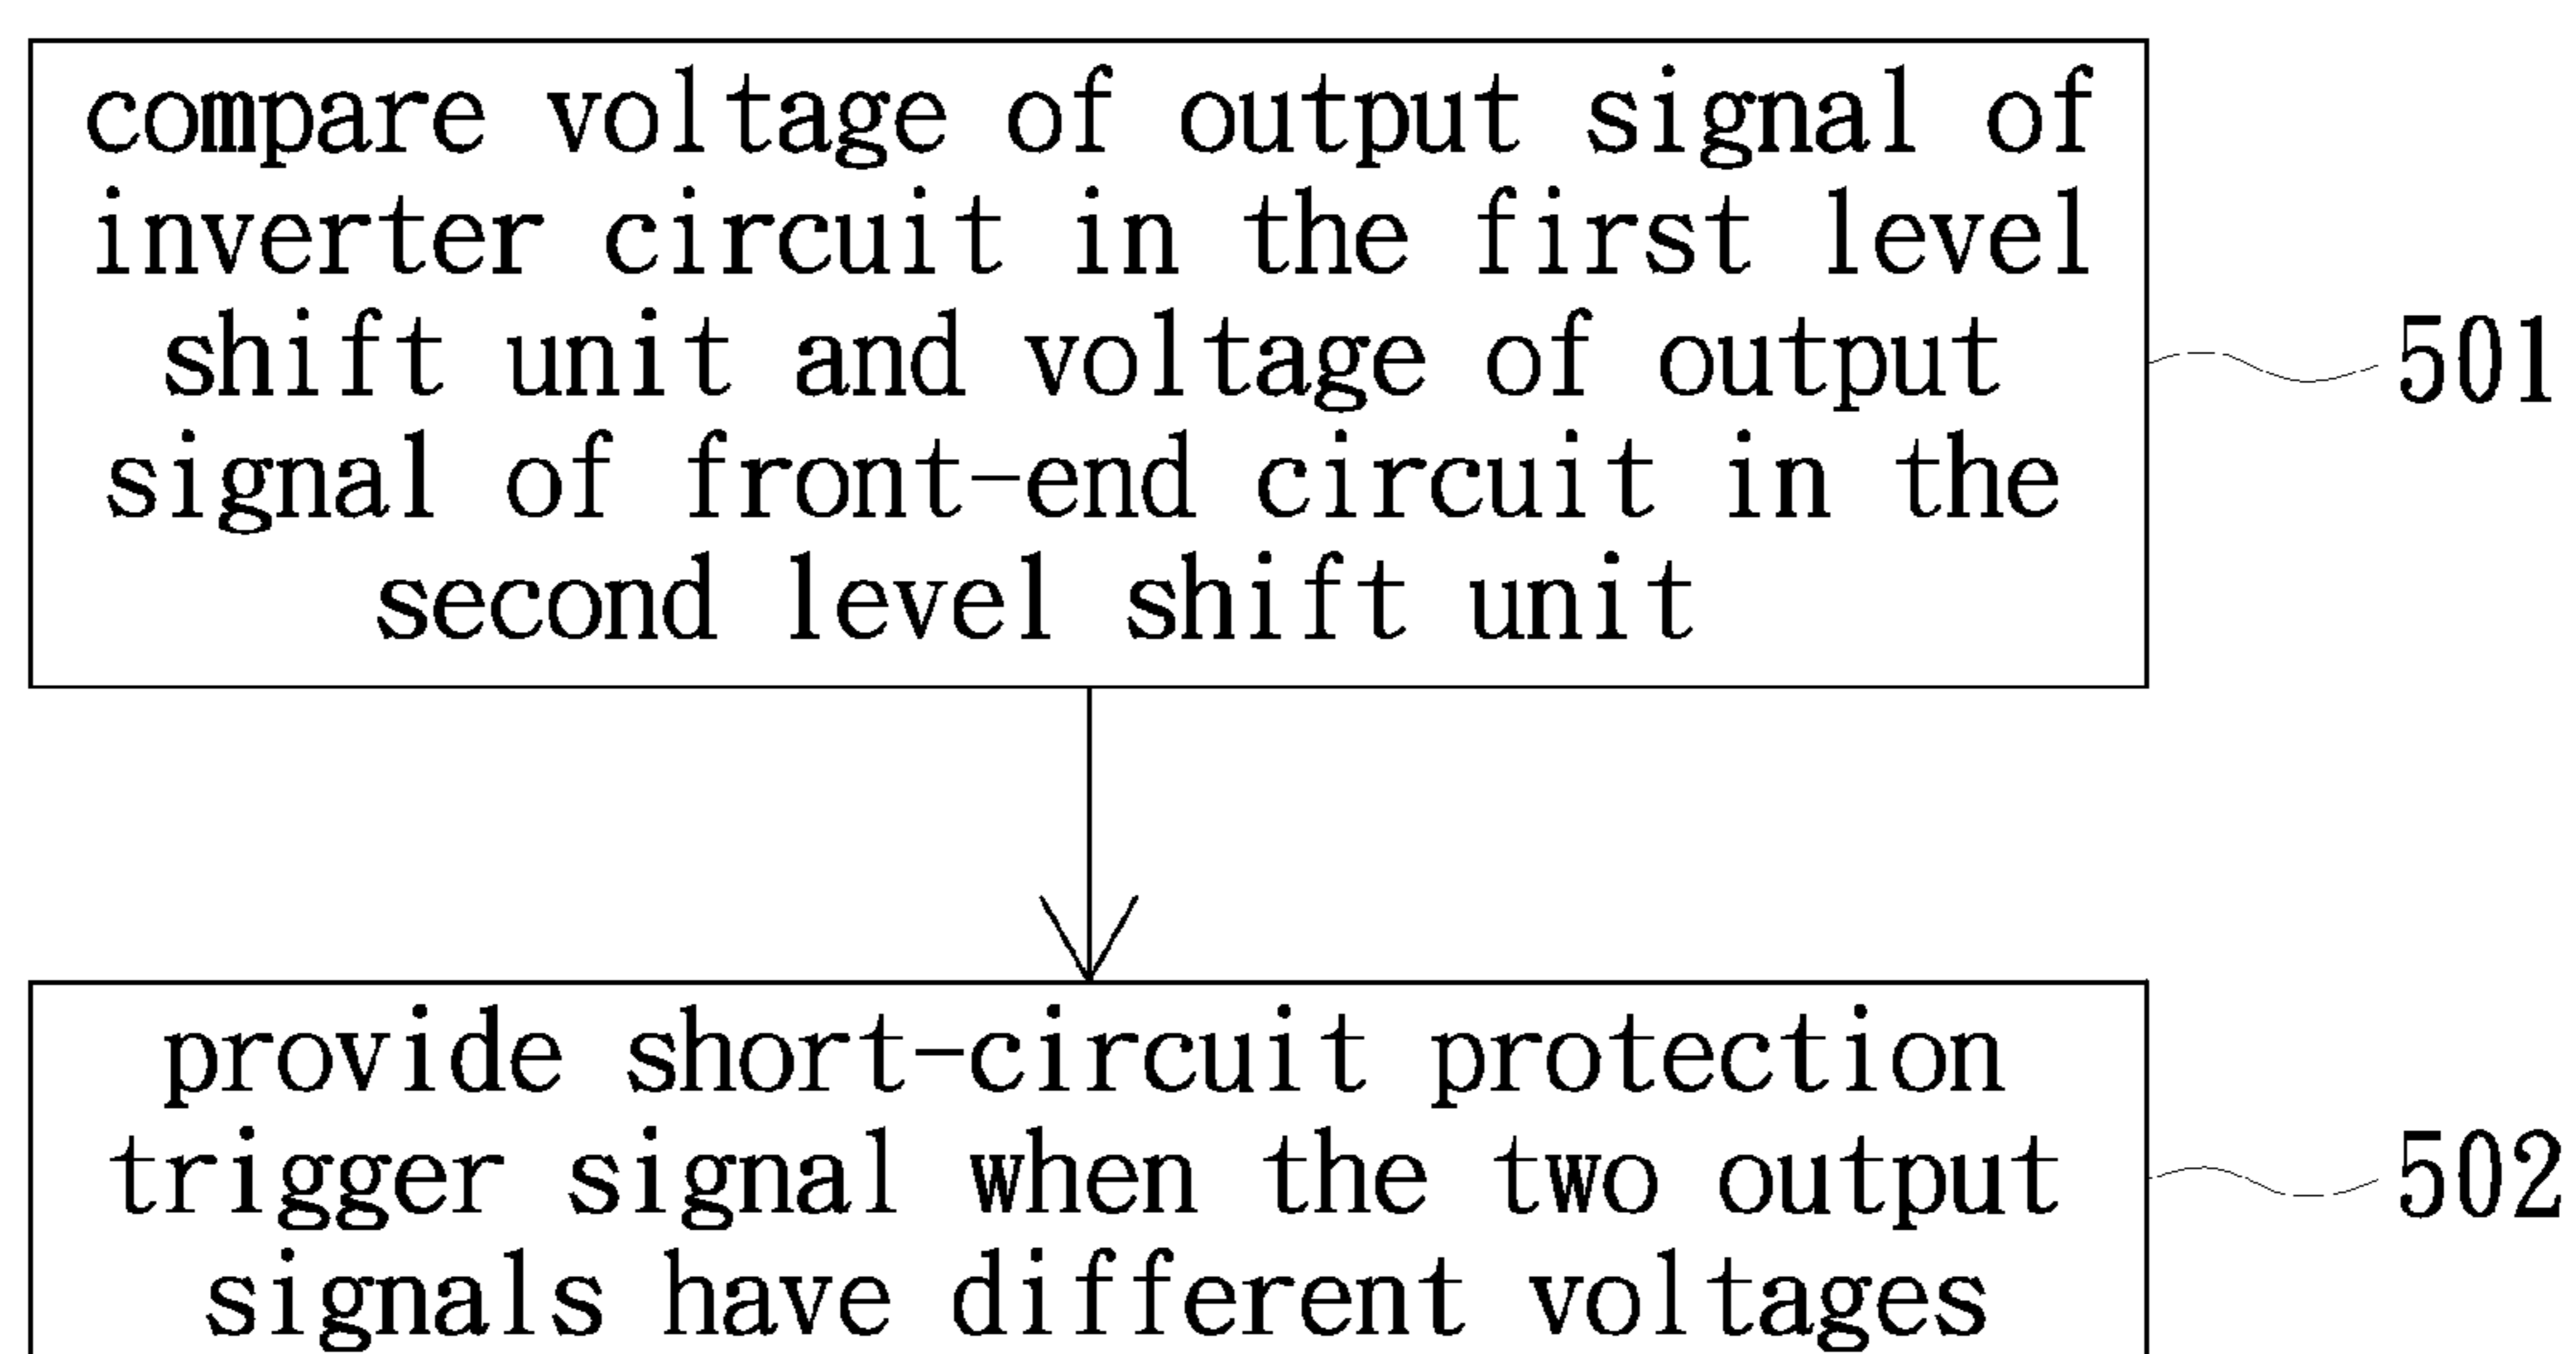 compare voltage of output signal of
inverter circuit in the first level
shift unit and voltage of output
signal of front-end circuit in the
second level shift unit
501
provide short-circuit protection
trigger signal when the two output
signals have different voltages
502